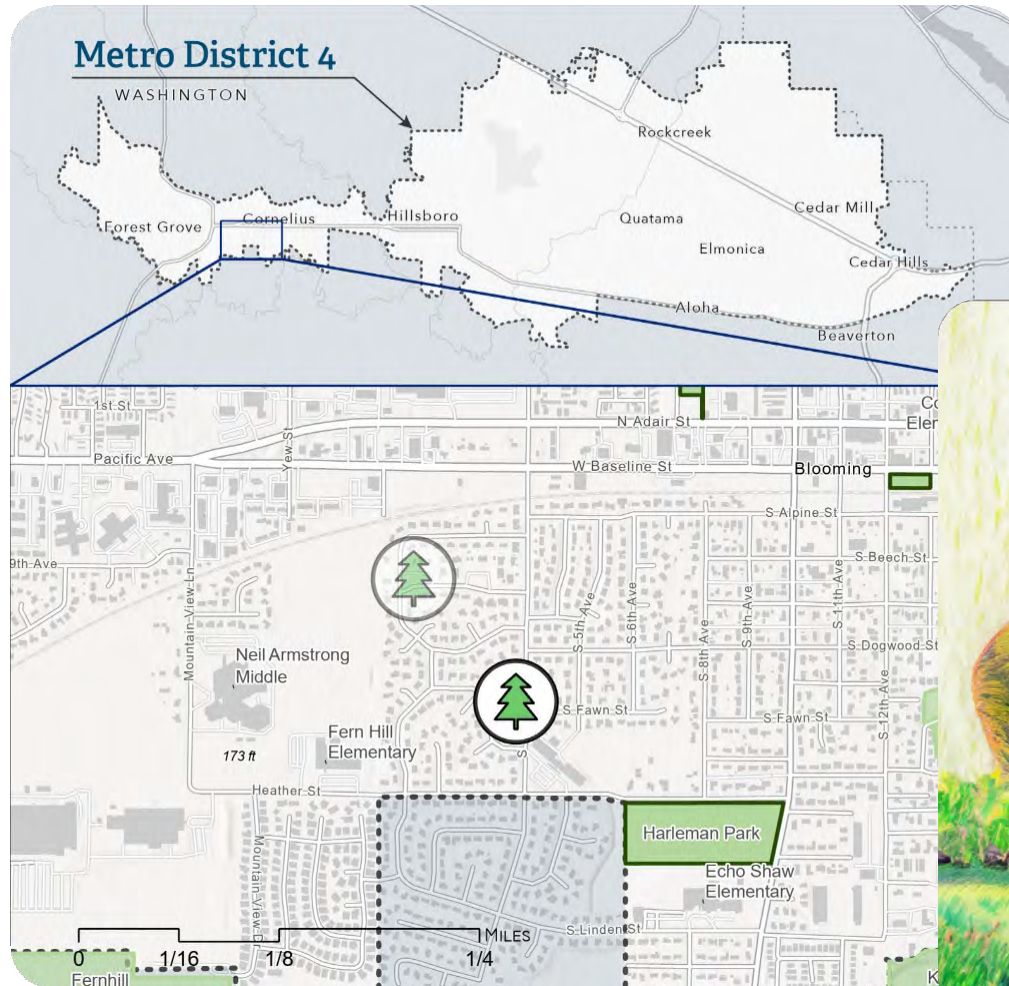 Metro District 4
WASHINGTON
Rockcreek
Forest Grove
Cornelius
Hillsboro
Quatama
Cedar Mill
Elmonica
Cedar Hills
Aloha
Beaverton
1st St
N Adair St
Pacific Ave
Yew St
W Baseline St
Blooming
S Alpine St
9th Ave
S Beech St
Mountain View Ln
S 5th Ave
S 6th Ave
S 8th Ave
S 9th Ave
S 11th Ave
S Dogwood St
Neil Armstrong
Middle
S Fawn St
S Fawn St
S 12th Ave
173 ft
Fern Hill
Elementary
Heather St
Harleman Park
Mountain View Dr
Echo Shaw
Elementary
S Linden St
MILES
0 1/16 1/8 1/4
Fernhill